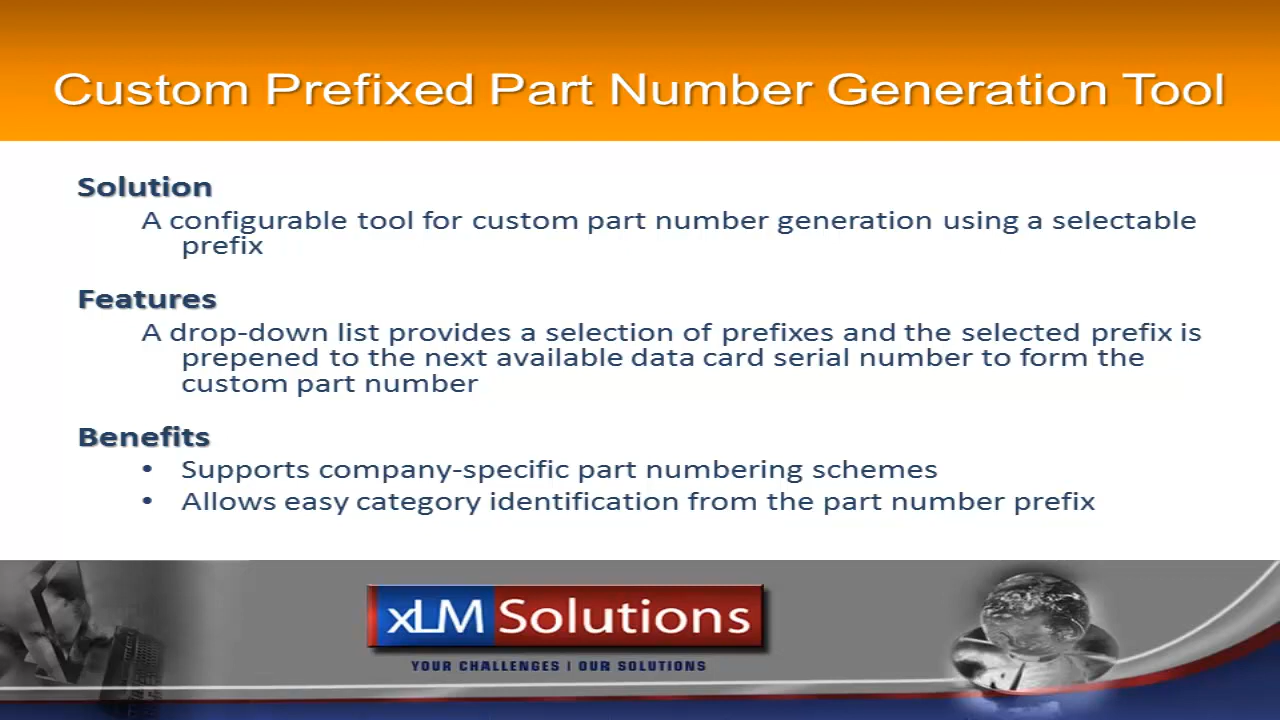 Custom Prefixed Part Number Generation Tool
Solution
A configurable tool for custom part number generation using a selectable
prefix
Features
A drop-down list provides a selection of prefixes and the selected prefix is
prepened to the next available data card serial number to form the
custom part number
Benefits
• Supports company-specific part numbering schemes
• Allows easy category identification from the part number prefix
xLM Solutions
YOUR CHALLENGES | OUR SOLUTIONS